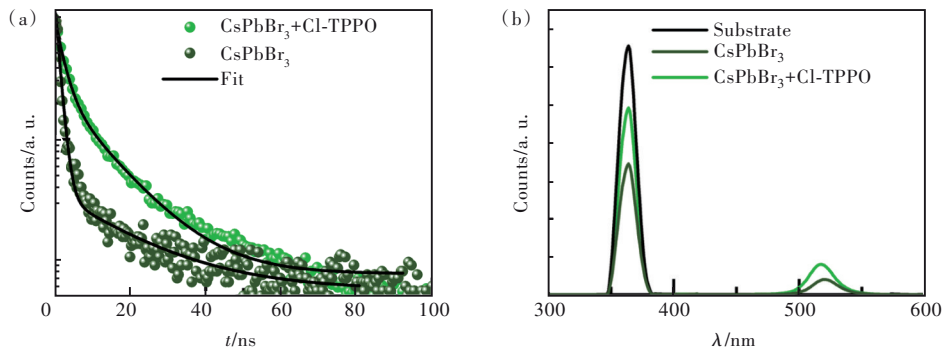 (a)
CsPbBr₃+Cl-TPPO
CsPbBr₃
Fit
Counts/a. u.
0 20 40 60 80 100
t/ns
(b)
Substrate
CsPbBr₃
CsPbBr₃+Cl-TPPO
Counts/a. u.
300 400 500 600
λ/nm